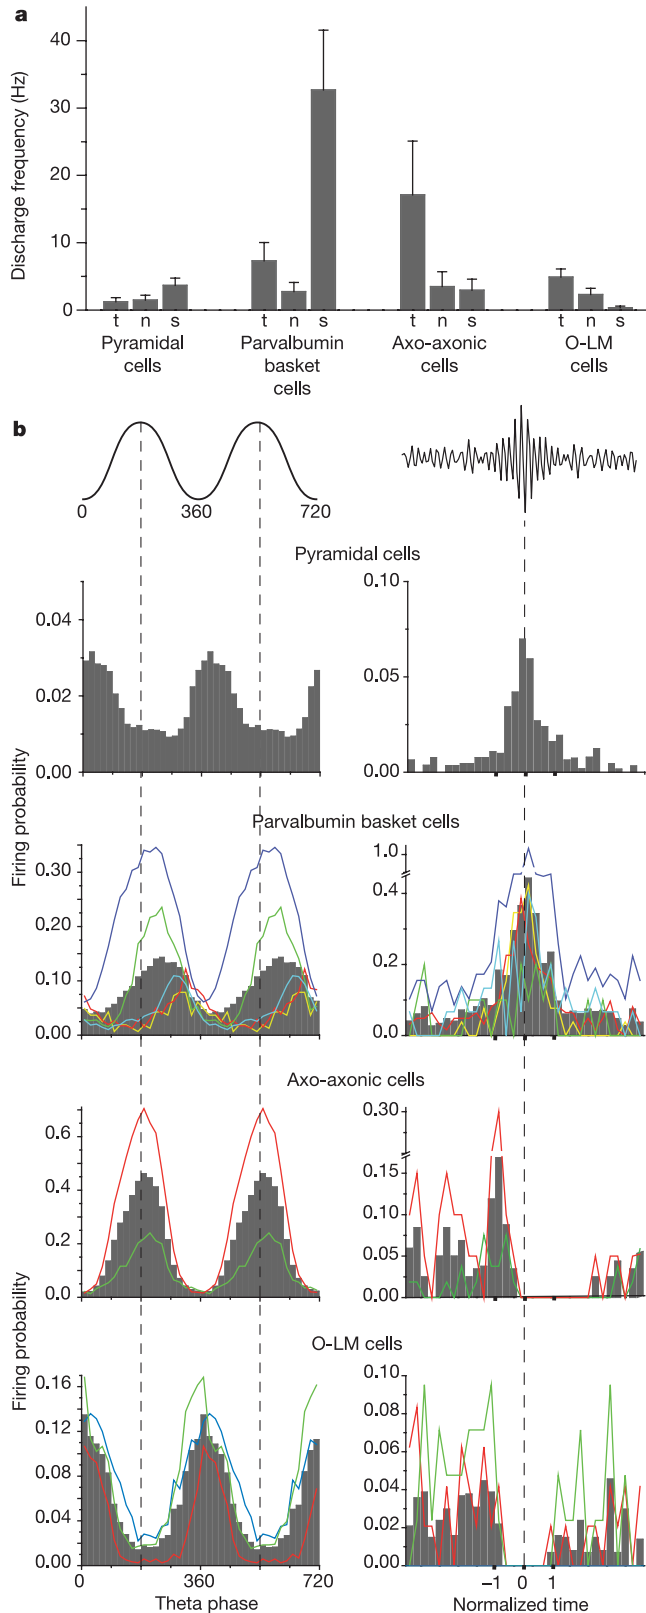 a
Discharge frequency (Hz)
40
30
20
10
0
t n s t n s t n s t n s
Pyramidal cells
Parvalbumin basket cells
Axo-axonic cells
O-LM cells
b
0 360 720
Pyramidal cells
0.04
0.02
0.00
0.10
0.05
0.00
Firing probability
Parvalbumin basket cells
0.30
0.20
0.10
0.00
1.0
0.4
0.2
0.0
Axo-axonic cells
0.6
0.4
0.2
0.0
0.30
0.15
0.10
0.05
0.00
Firing probability
O-LM cells
0.16
0.12
0.08
0.04
0.00
0.10
0.08
0.06
0.04
0.02
0.00
0 360 720
Theta phase
−1 0 1
Normalized time